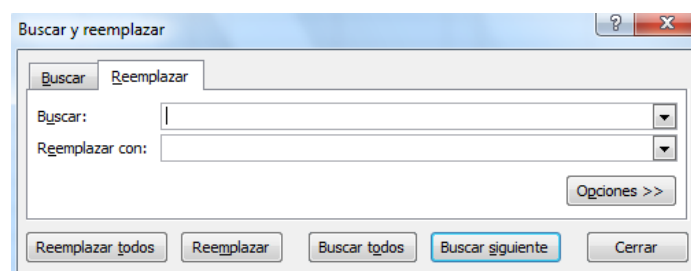 Buscar y reemplazar
Buscar Reemplazar
Buscar:
Reemplazar con:
Opciones >>
Reemplazar todos Reemplazar Buscar todos Buscar siguiente Cerrar